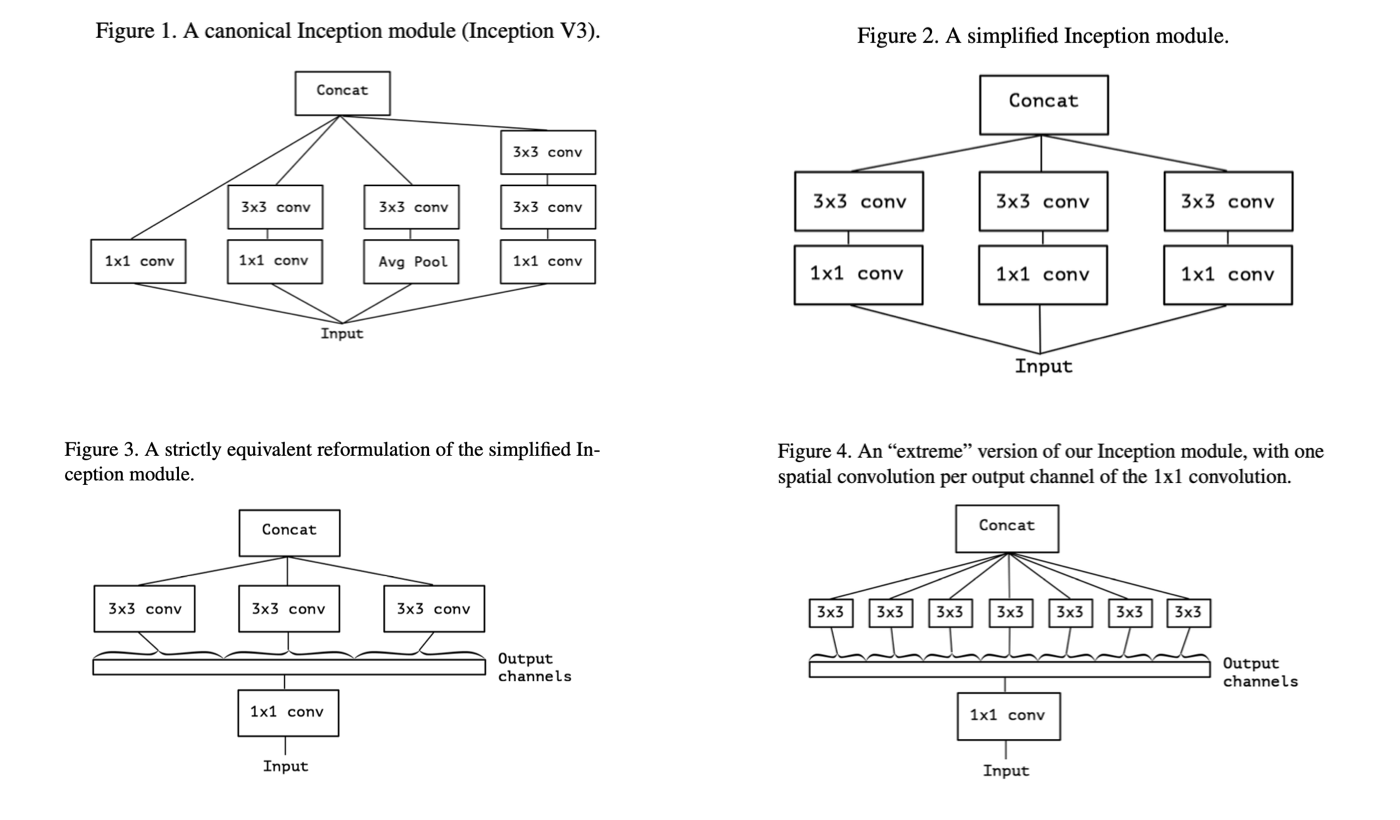 Figure 1. A canonical Inception module (Inception V3).
Concat
3x3 conv
3x3 conv 3x3 conv 3x3 conv
1x1 conv 1x1 conv Avg Pool 1x1 conv
Input
Figure 2. A simplified Inception module.
Concat
3x3 conv 3x3 conv 3x3 conv
1x1 conv 1x1 conv 1x1 conv
Input
Figure 3. A strictly equivalent reformulation of the simplified In-
ception module.
Concat
3x3 conv 3x3 conv 3x3 conv
Output
channels
1x1 conv
Input
Figure 4. An “extreme” version of our Inception module, with one
spatial convolution per output channel of the 1x1 convolution.
Concat
3x3 3x3 3x3 3x3 3x3 3x3 3x3
Output
channels
1x1 conv
Input